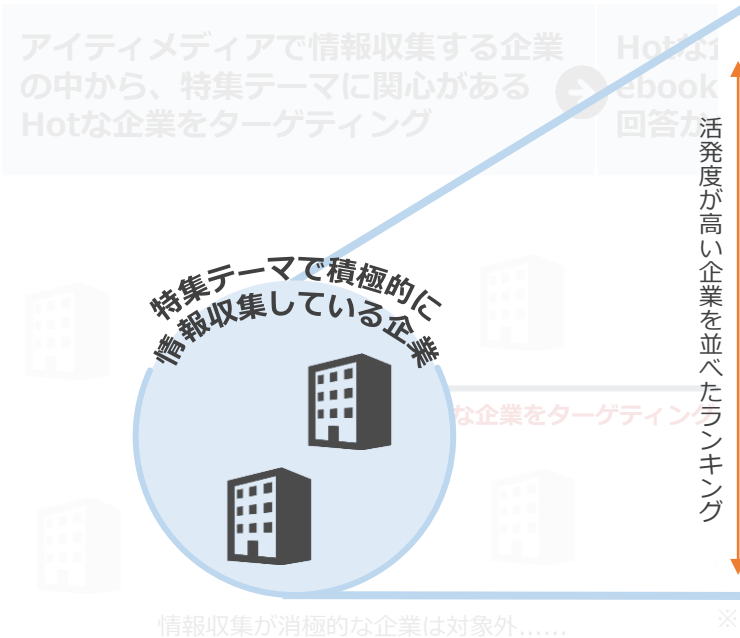 アイティメディアで情報収集する企業
の中から、特集テーマに関心がある
Hotな企業をターゲティング
Hotな
ebook
回答か
活発度が高い企業を並べたランキング
特集テーマで積極的に
情報収集している企業
な企業をターゲティング
情報収集が消極的な企業は対象外……
※